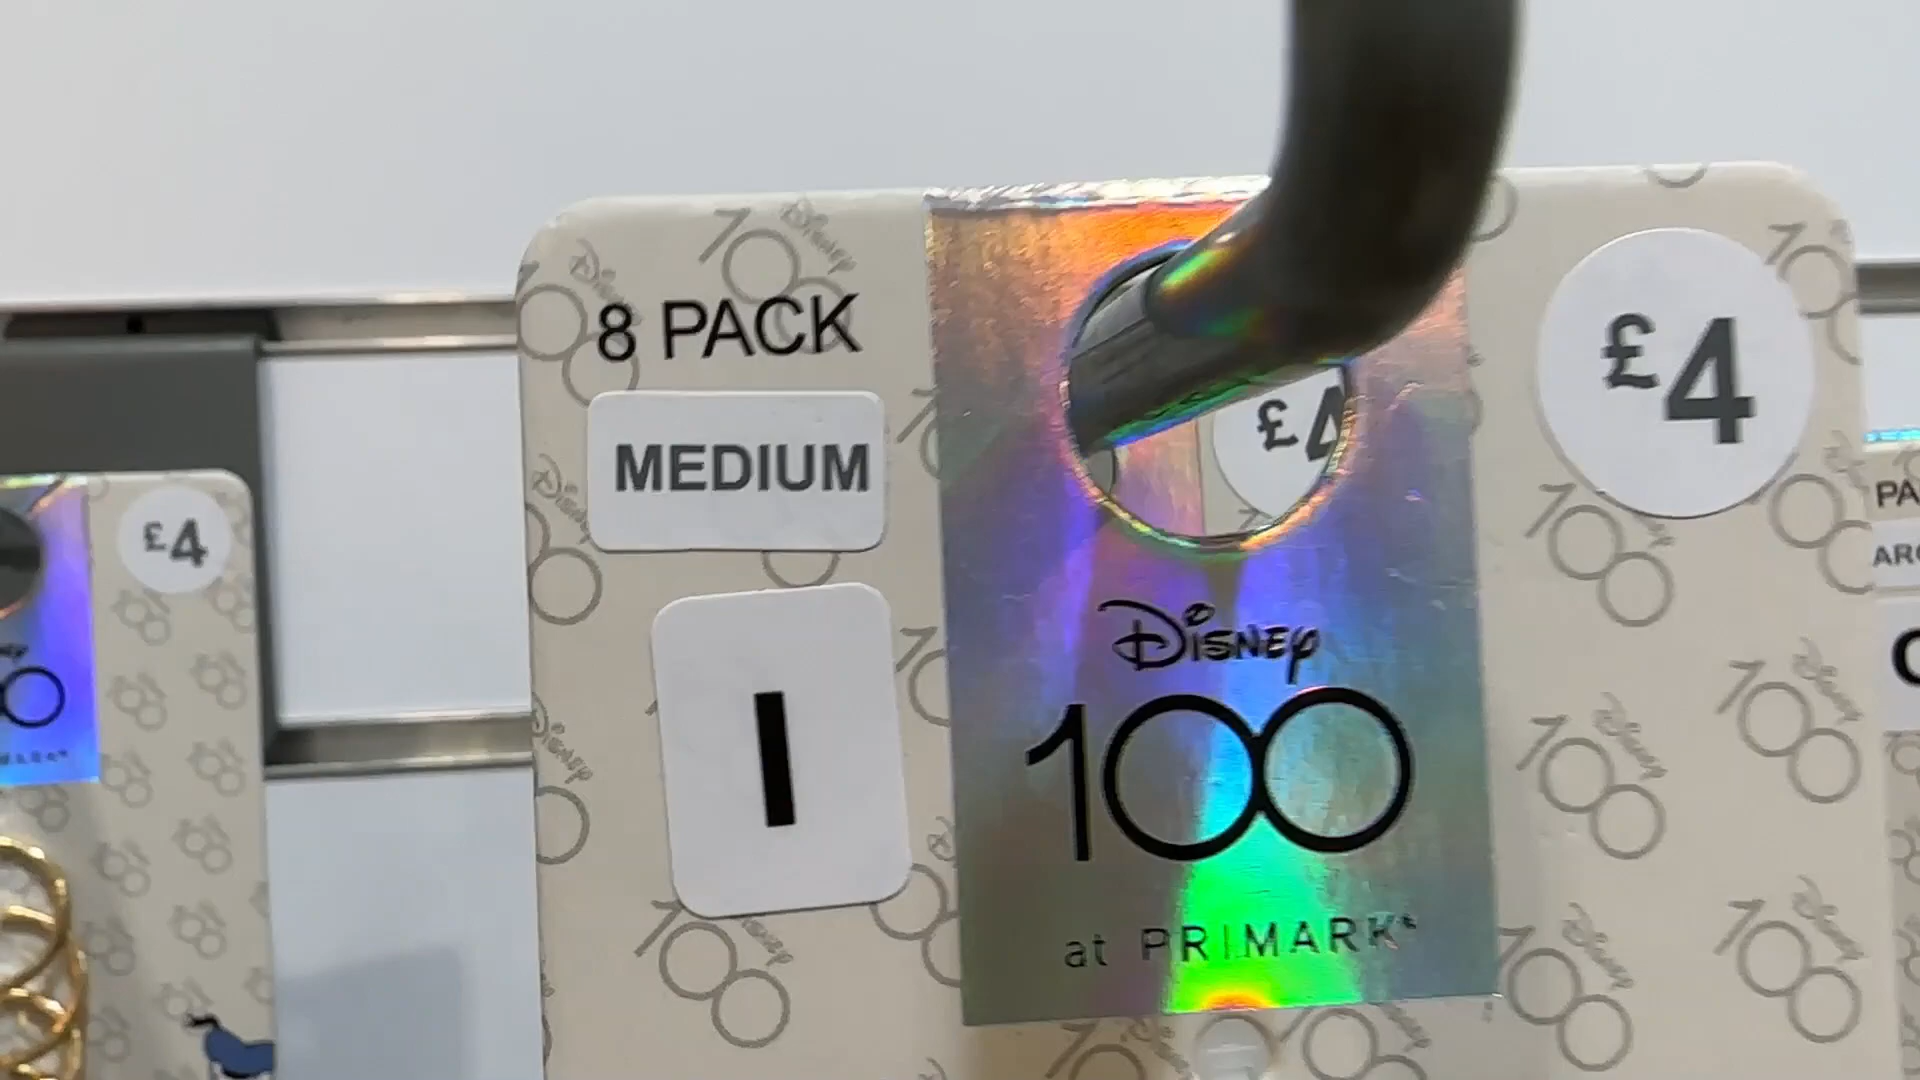 8 PACK
MEDIUM
I
£4
£4
Disney
100
at PRIMARK
£4